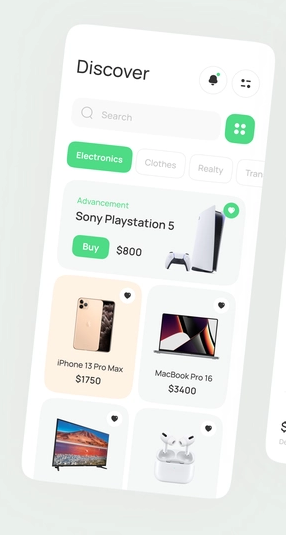 Discover
Search
Electronics
Clothes
Realty
Tran
Advancement
Sony Playstation 5
Buy
$800
iPhone 13 Pro Max
$1750
MacBook Pro 16
$3400
$